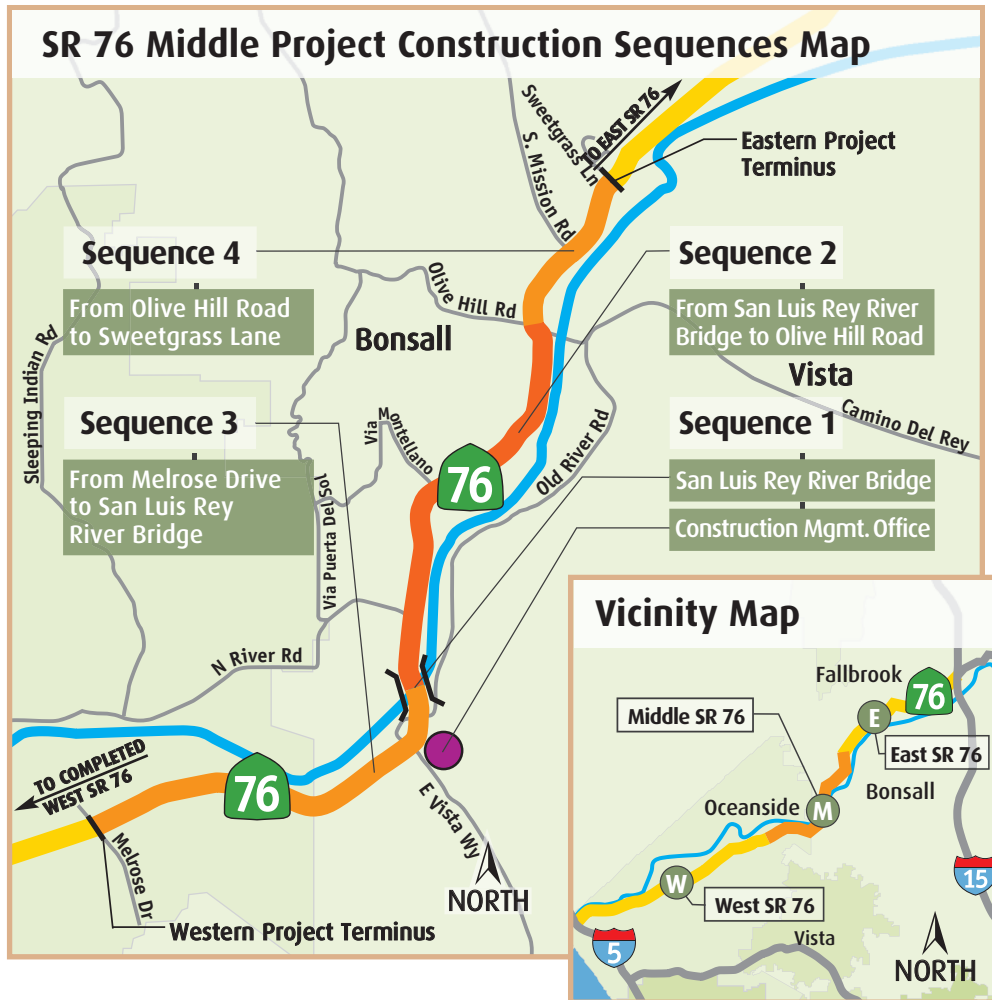 SR 76 Middle Project Construction Sequences Map
Sweetgrass Ln
TO EAST SR 76
S. Mission Rd
Eastern Project
Terminus
Sequence 4
From Olive Hill Road
to Sweetgrass Lane
Sequence 2
From San Luis Rey River
Bridge to Olive Hill Road
Olive Hill Rd
Bonsall
Vista
Sleeping Indian Rd
Sequence 3
From Melrose Drive
to San Luis Rey
River Bridge
Via Montellano
Camino Del Rey
Sequence 1
San Luis Rey River Bridge
Construction Mgmt. Office
76
Old River Rd
Via Puerta Del Sol
N River Rd
TO COMPLETED
WEST SR 76
76
E Vista Wy
Melrose Dr
NORTH
Western Project Terminus
Vicinity Map
Fallbrook
76
Middle SR 76
E
East SR 76
Bonsall
Oceanside
M
W
West SR 76
15
5
Vista
NORTH